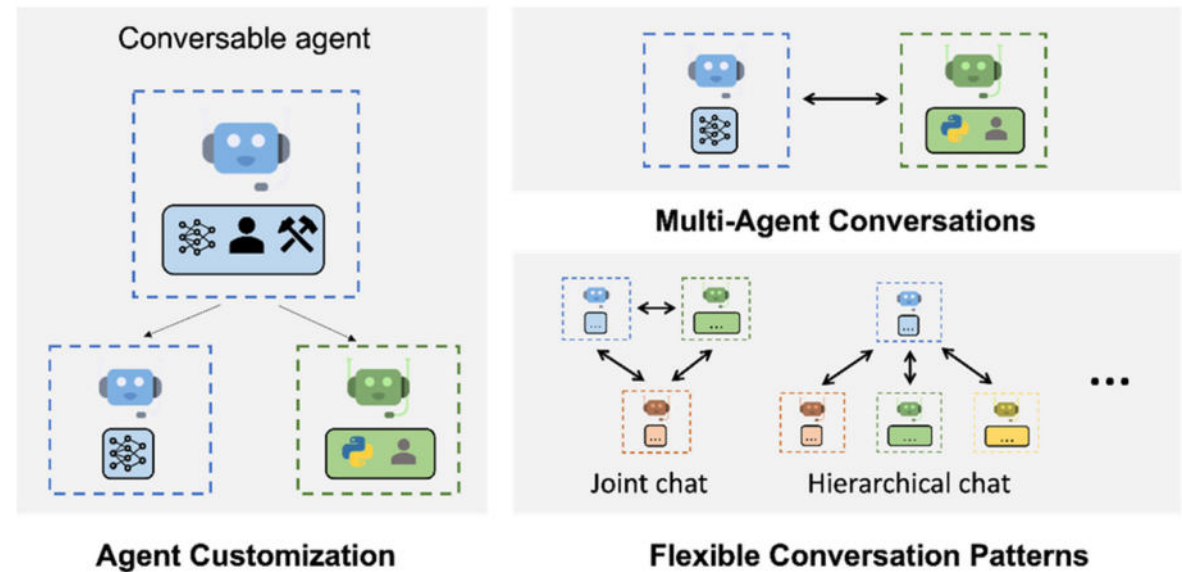 Conversable agent
Agent Customization
Multi-Agent Conversations
...
...
...
...
...
...
...
...
Joint chat
Hierarchical chat
Flexible Conversation Patterns